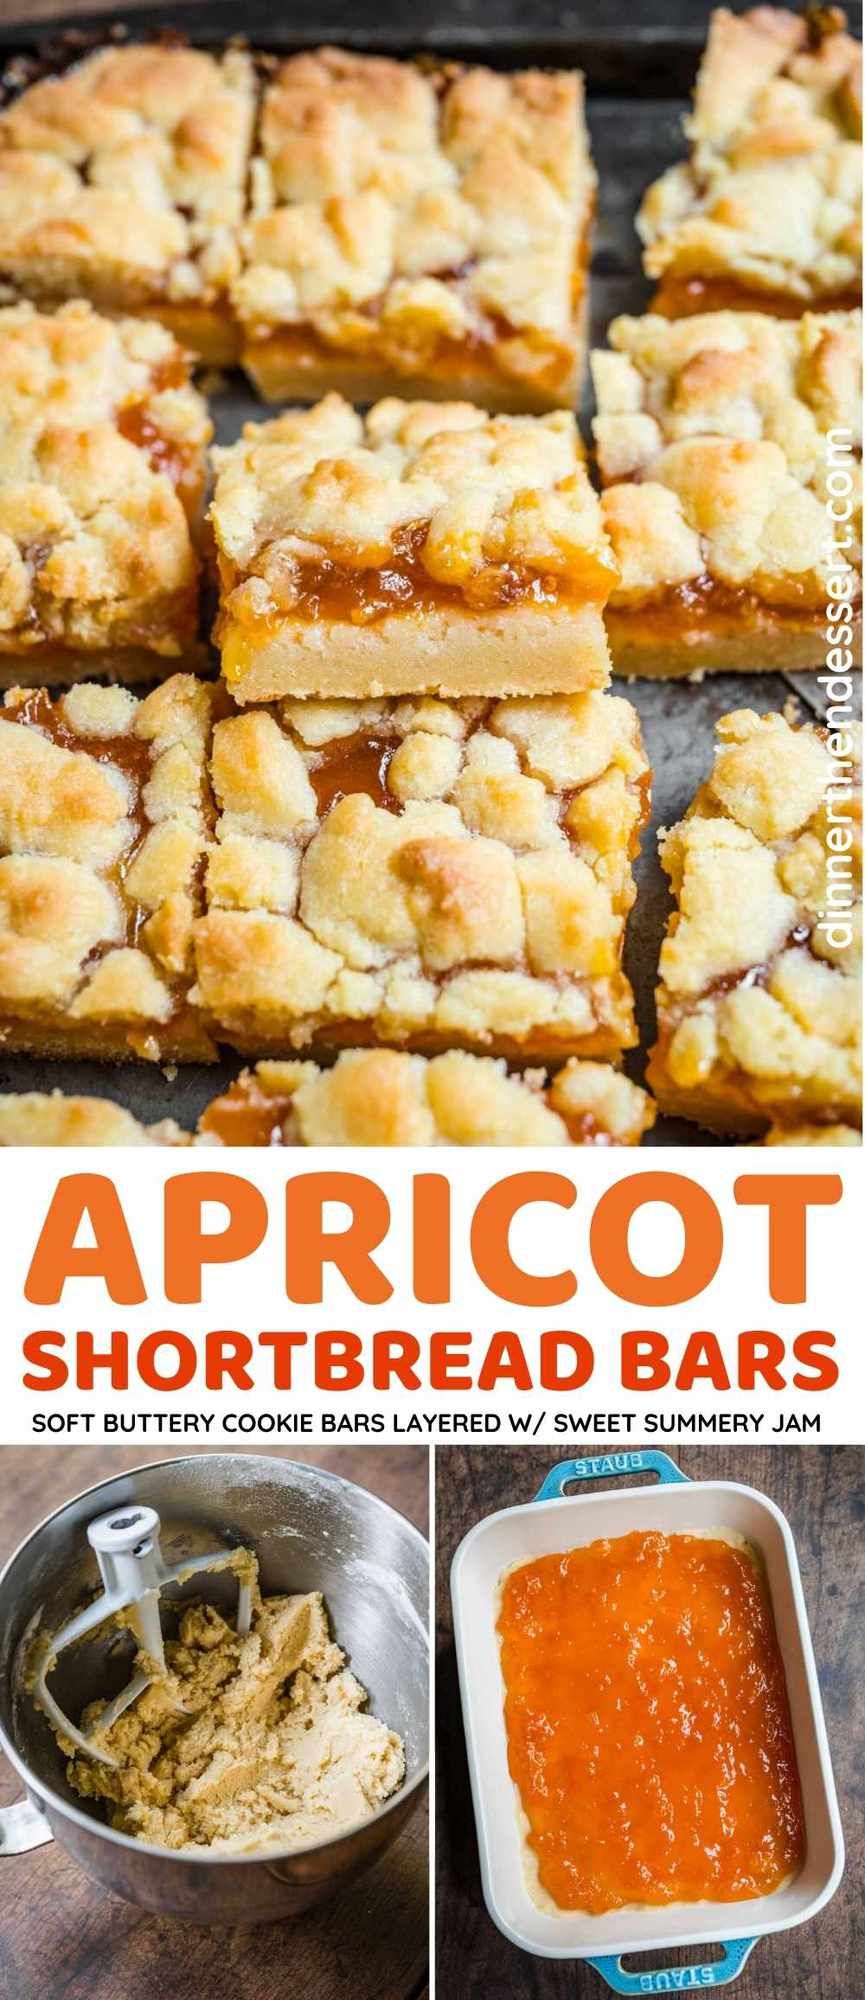 dinnerthendessert.com
APRICOT
SHORTBREAD BARS
SOFT BUTTERY COOKIE BARS LAYERED W/ SWEET SUMMERY JAM
STAUB
STAUB